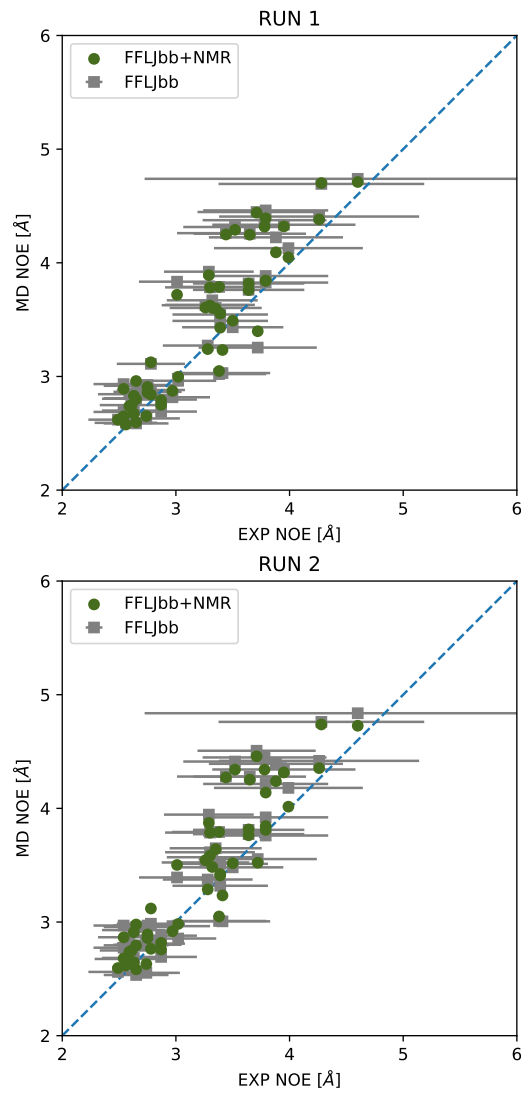 RUN 1
6
5
4
3
2
MD NOE [Å]
FFLJbb+NMR
FFLJbb
2 3 4 5 6
EXP NOE [Å]
RUN 2
6
5
4
3
2
MD NOE [Å]
FFLJbb+NMR
FFLJbb
2 3 4 5 6
EXP NOE [Å]